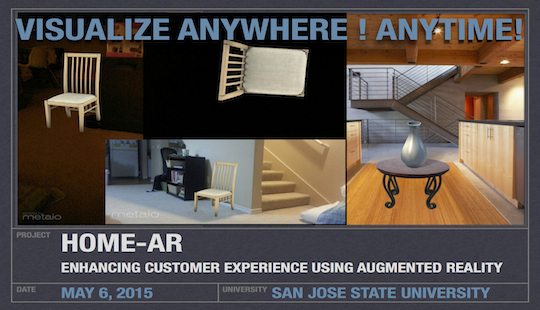 VISUALIZE ANYWHERE ! ANYTIME!
metaio
metaio
PROJECT
HOME-AR
ENHANCING CUSTOMER EXPERIENCE USING AUGMENTED REALITY
DATE
MAY 6, 2015
UNIVERSITY
SAN JOSE STATE UNIVERSITY